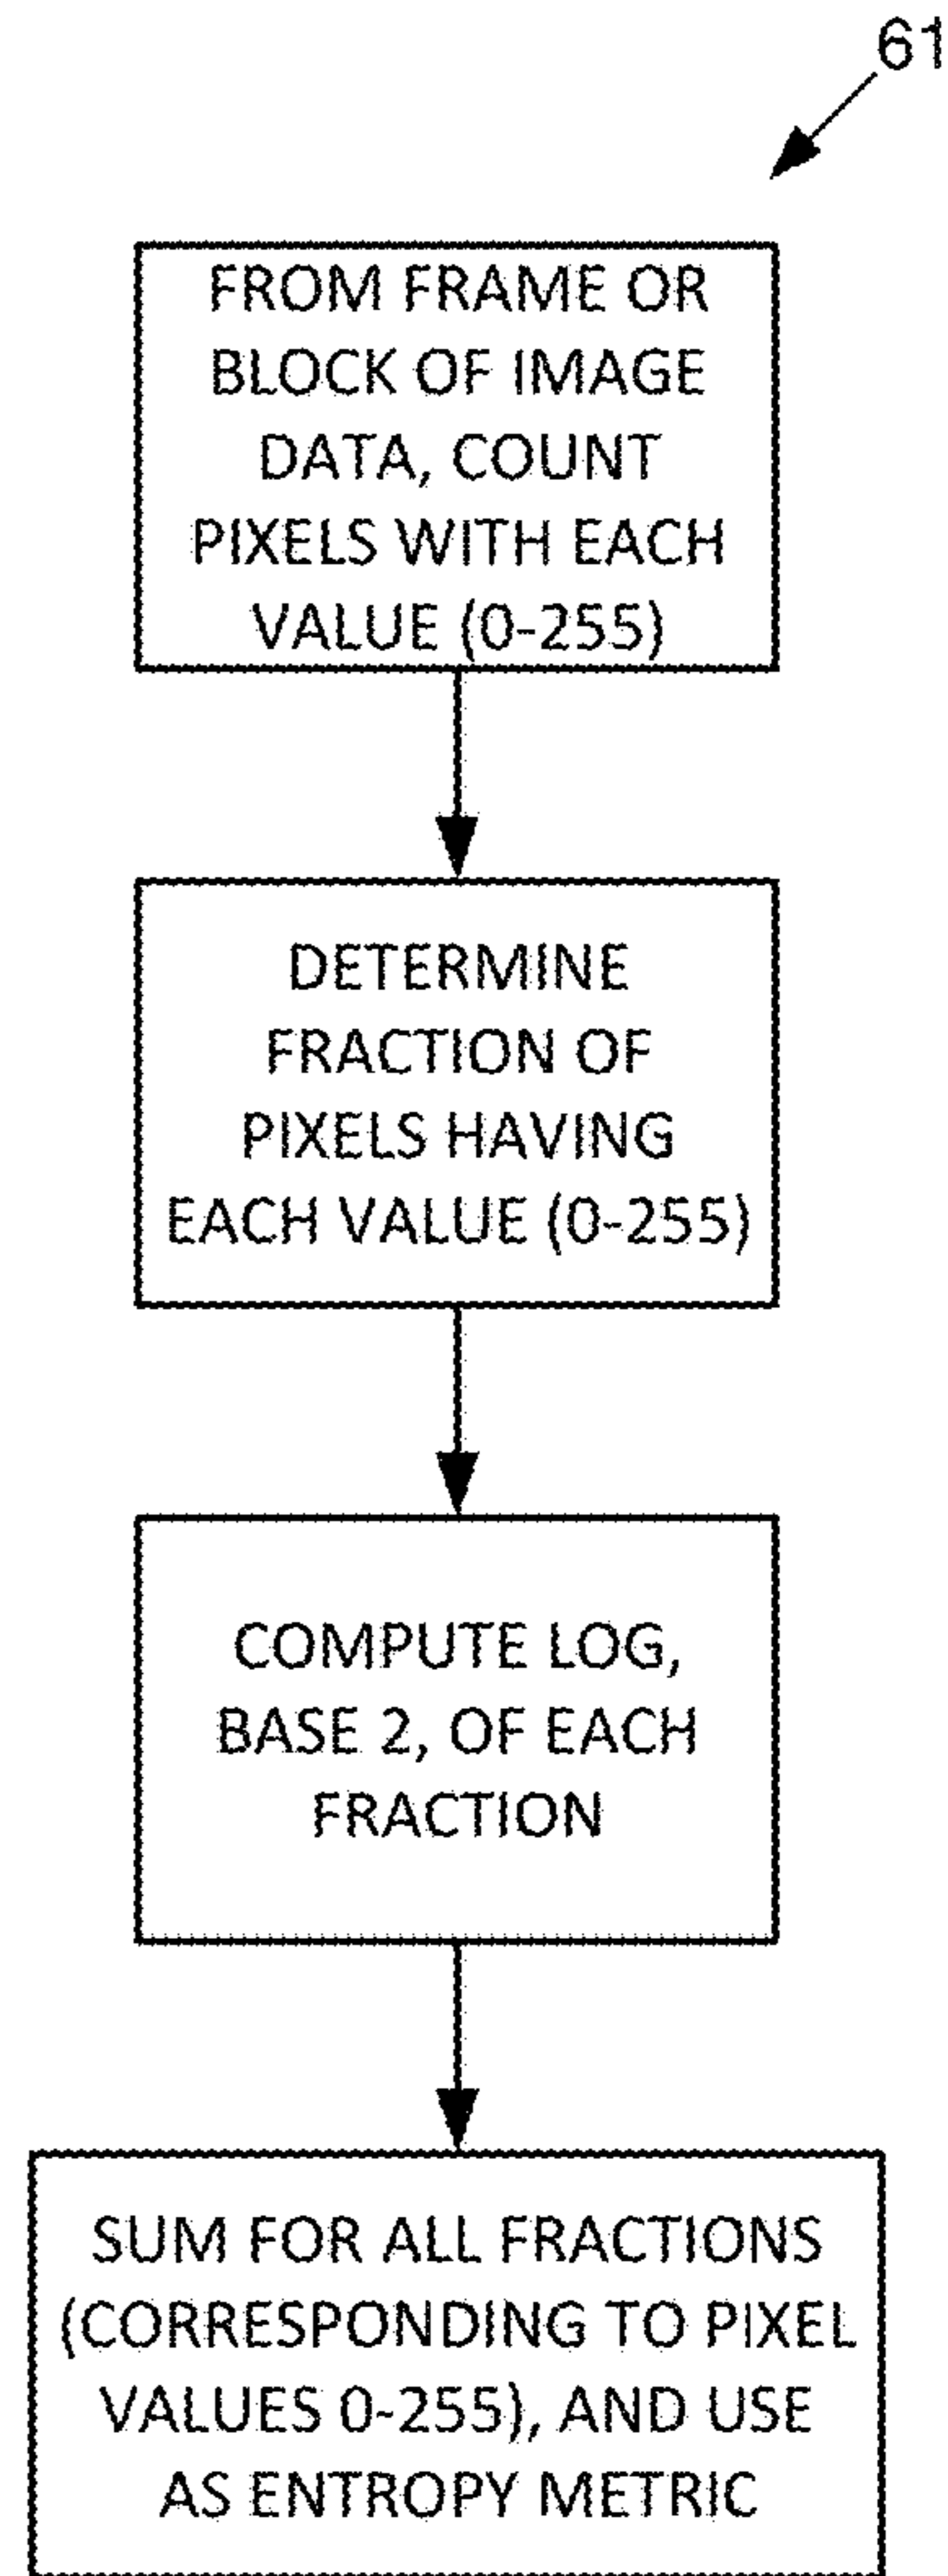 61
FROM FRAME OR
BLOCK OF IMAGE
DATA, COUNT
PIXELS WITH EACH
VALUE (0-255)
DETERMINE
FRACTION OF
PIXELS HAVING
EACH VALUE (0-255)
COMPUTE LOG,
BASE 2, OF EACH
FRACTION
SUM FOR ALL FRACTIONS
(CORRESPONDING TO PIXEL
VALUES 0-255), AND USE
AS ENTROPY METRIC